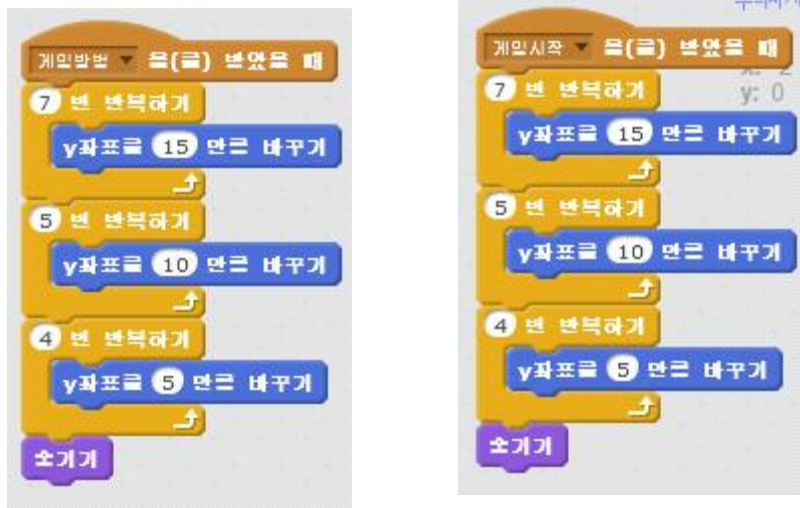 게임방법 을(를) 받았을 때
7 번 반복하기
y좌표를 15 만큼 바꾸기
5 번 반복하기
y좌표를 10 만큼 바꾸기
4 번 반복하기
y좌표를 5 만큼 바꾸기
숨기기
게임시작 을(를) 받았을 때
7 번 반복하기
y좌표를 15 만큼 바꾸기
5 번 반복하기
y좌표를 10 만큼 바꾸기
4 번 반복하기
y좌표를 5 만큼 바꾸기
숨기기
y: 0